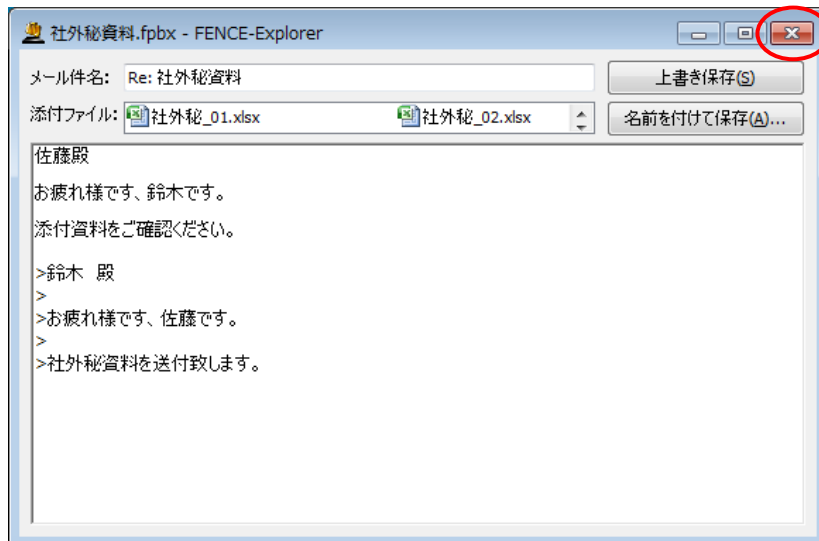 社外秘資料.fpbx - FENCE-Explorer
メール件名: Re: 社外秘資料 上書き保存(S)
添付ファイル: 社外秘_01.xlsx 社外秘_02.xlsx 名前を付けて保存(A)...
佐藤殿
お疲れ様です、鈴木です。
添付資料をご確認ください。
>鈴木 殿
>
>お疲れ様です、佐藤です。
>
>社外秘資料を送付致します。